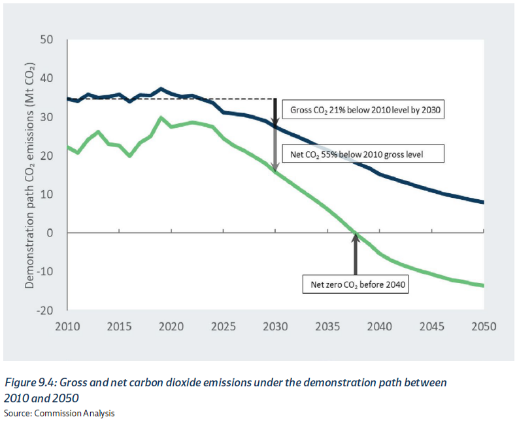 Demonstration path CO₂ emissions (Mt CO₂)
50
40
30
20
10
0
-10
-20
Gross CO₂ 21% below 2010 level by 2030
Net CO₂ 55% below 2010 gross level
Net zero CO₂ before 2040
2010 2015 2020 2025 2030 2035 2040 2045 2050
Figure 9.4: Gross and net carbon dioxide emissions under the demonstration path between
2010 and 2050
Source: Commission Analysis